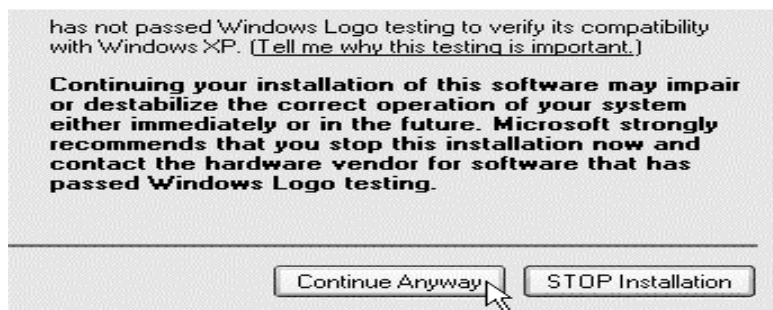 has not passed Windows Logo testing to verify its compatibility
with Windows XP. (Tell me why this testing is important.)
Continuing your installation of this software may impair
or destabilize the correct operation of your system
either immediately or in the future. Microsoft strongly
recommends that you stop this installation now and
contact the hardware vendor for software that has
passed Windows Logo testing.
Continue Anyway
STOP Installation